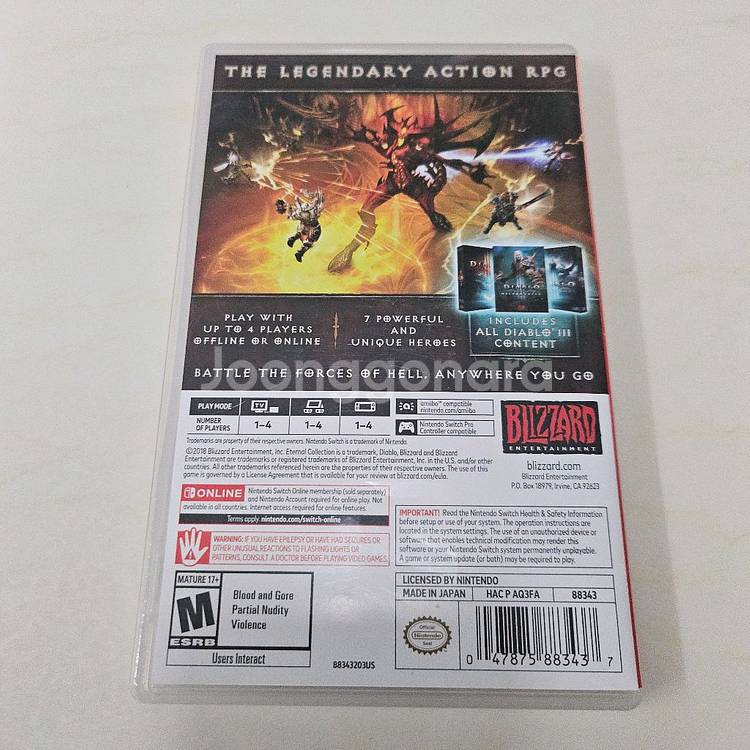 THE LEGENDARY ACTION RPG
DIABLO
PLAY WITH
UP TO 4 PLAYERS
OFFLINE OR ONLINE
7 POWERFUL
AND
UNIQUE HEROES
INCLUDES
ALL DIABLO III
CONTENT
BATTLE THE FORCES OF HELL, ANYWHERE YOU GO
Joonggonara
PLAY MODE
TV
NUMBER
OF PLAYERS
1-4
1-4
1-4
amiibo™ compatible
nintendo.com/amiibo
Nintendo Switch Pro
Controller compatible
BLIZZARD
ENTERTAINMENT
blizzard.com
Blizzard Entertainment
P.O. Box 18979, Irvine, CA 92623
Trademarks are property of their respective owners. Nintendo Switch is a trademark of Nintendo.
©2018 Blizzard Entertainment, Inc. Eternal Collection is a trademark, Diablo, Blizzard and Blizzard
Entertainment are trademarks or registered trademarks of Blizzard Entertainment, Inc. in the U.S. and/or other
countries. All other trademarks referenced herein are the properties of their respective owners. The use of this
game is governed by a License Agreement that is available for your review at blizzard.com/eula.
ONLINE
Nintendo Switch Online membership (sold separately)
and Nintendo Account required for online play. Not
available in all countries. Internet access required for online features.
Terms apply. nintendo.com/switch-online
WARNING: IF YOU HAVE EPILEPSY OR HAVE HAD SEIZURES OR
OTHER UNUSUAL REACTIONS TO FLASHING LIGHTS OR
PATTERNS, CONSULT A DOCTOR BEFORE PLAYING VIDEO GAMES.
IMPORTANT! Read the Nintendo Switch Health & Safety Information
before setup or use of your system. The operation instructions are
located in the system settings. The use of an unauthorized device or
software that enables technical modification may render this
software or your Nintendo Switch system permanently unplayable.
A game or system update (or both) may be required to play.
MATURE 17+
M
ESRB
Blood and Gore
Partial Nudity
Violence
Users Interact
88343203US
LICENSED BY NINTENDO
MADE IN JAPAN
HAC P AQ3FA
88343
Official
Nintendo
Seal
0 47875 88343 7